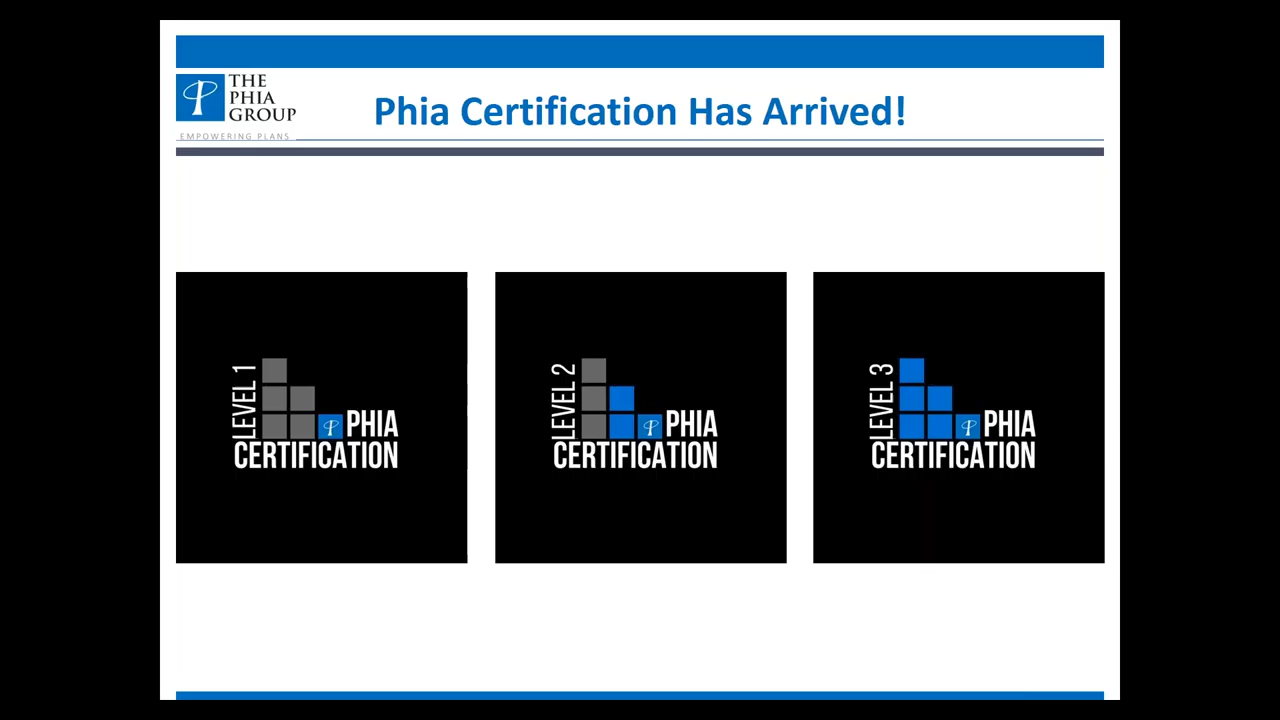 THE
PHIA
GROUP
EMPOWERING PLANS
Phia Certification Has Arrived!
LEVEL 1
PHIA
CERTIFICATION
LEVEL 2
PHIA
CERTIFICATION
LEVEL 3
PHIA
CERTIFICATION